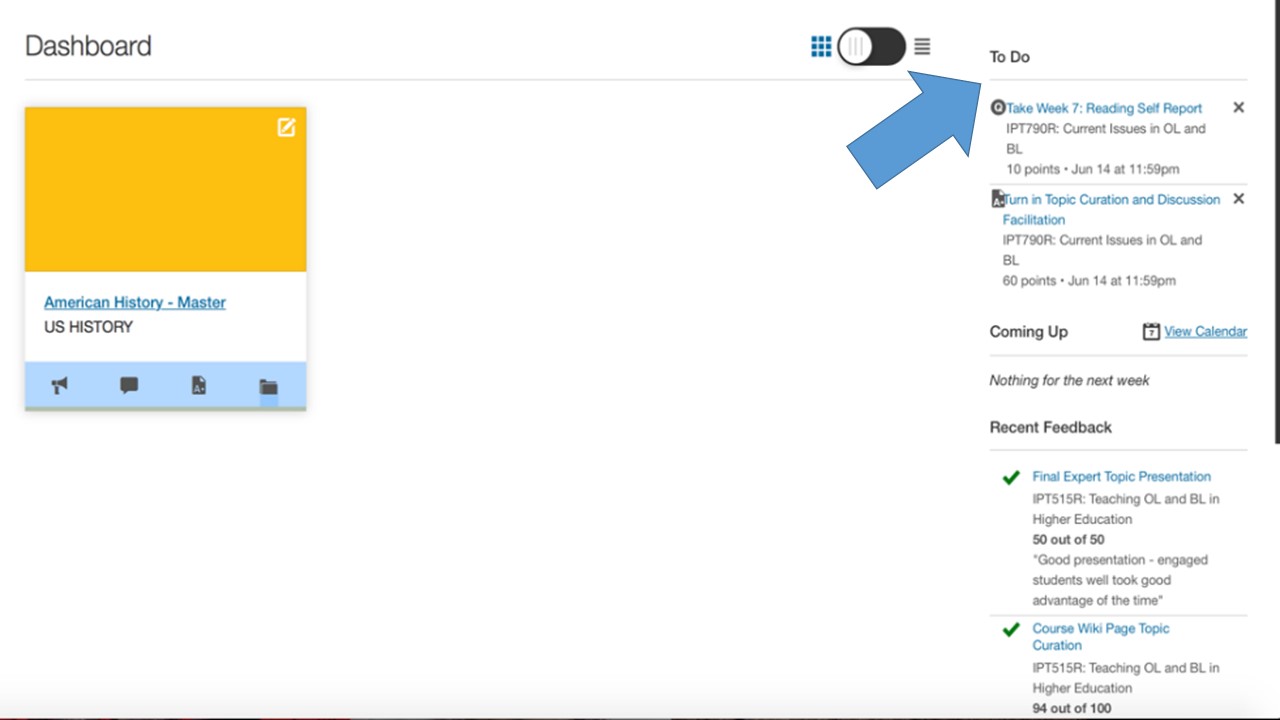 Dashboard
American History - Master
US HISTORY
To Do
Take Week 7: Reading Self Report
IPT790R: Current Issues in OL and
BL
10 points • Jun 14 at 11:59pm
Turn in Topic Curation and Discussion
Facilitation
IPT790R: Current Issues in OL and
BL
60 points • Jun 14 at 11:59pm
Coming Up
7 View Calendar
Nothing for the next week
Recent Feedback
Final Expert Topic Presentation
IPT515R: Teaching OL and BL in
Higher Education
50 out of 50
"Good presentation - engaged
students well took good
advantage of the time"
Course Wiki Page Topic
Curation
IPT515R: Teaching OL and BL in
Higher Education
94 out of 100